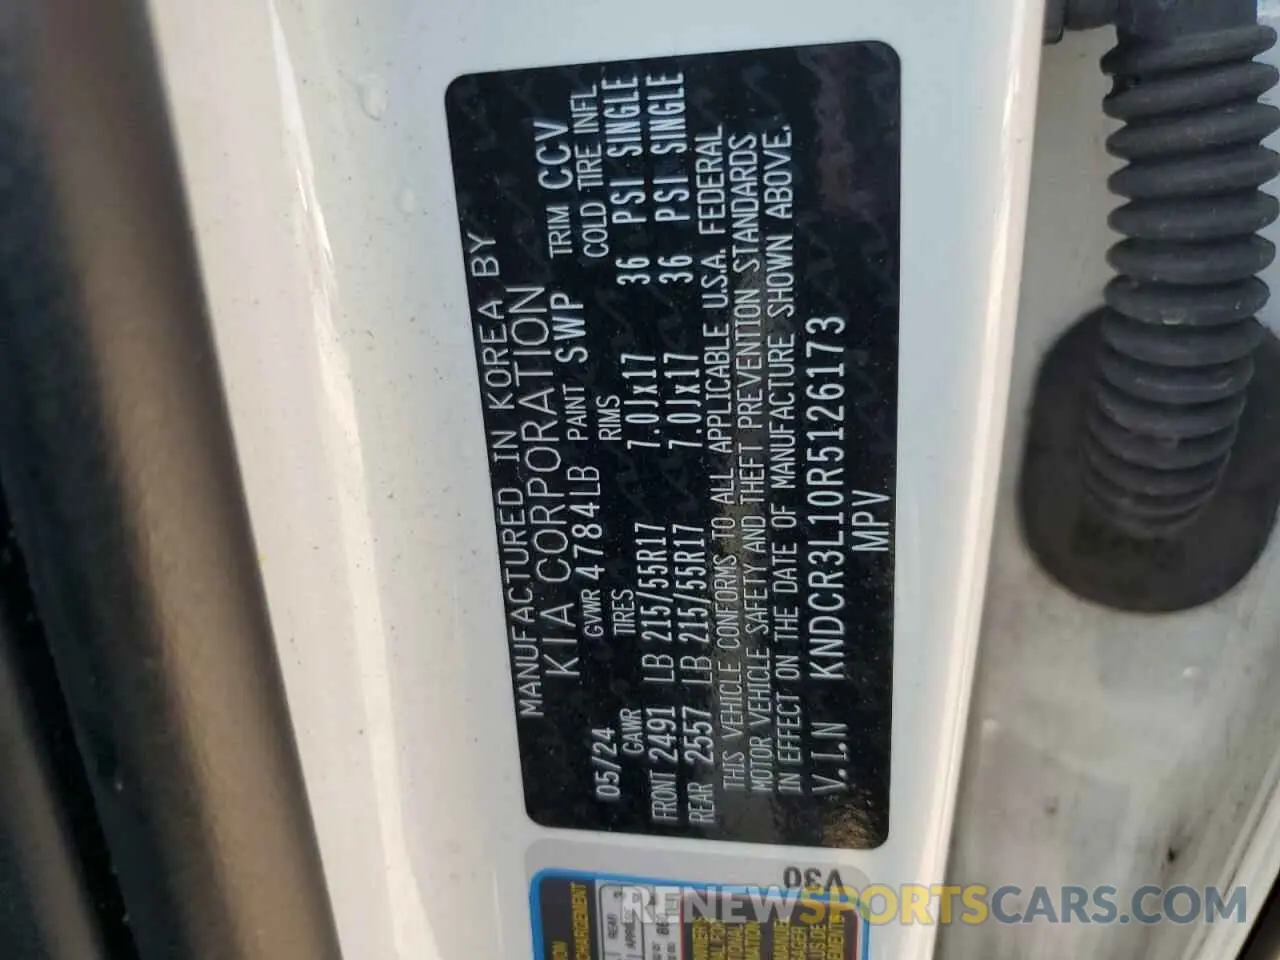 MANUFACTURED IN KOREA BY
KIA CORPORATION
05/24 GVWR 4784LB PAINT SWP TRIM CCV
GAWR TIRES RIMS COLD TIRE INFL
FRONT 2491 LB 215/55R17 7.0Jx17 36 PSI SINGLE
REAR 2557 LB 215/55R17 7.0Jx17 36 PSI SINGLE
THIS VEHICLE CONFORMS TO ALL APPLICABLE U.S.A. FEDERAL
MOTOR VEHICLE SAFETY AND THEFT PREVENTION STANDARDS
IN EFFECT ON THE DATE OF MANUFACTURE SHOWN ABOVE.
V.I.N KNDCR3L10R5126173
MPV
V30
RENEWSPORTSCARS.COM